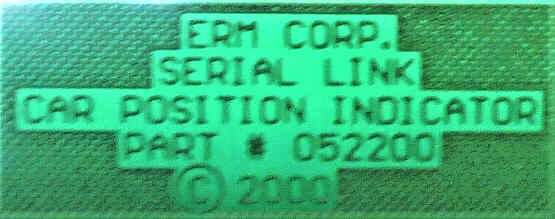 ERM CORP.
SERIAL LINK
CAR POSITION INDICATOR
PART # 052200
© 2000